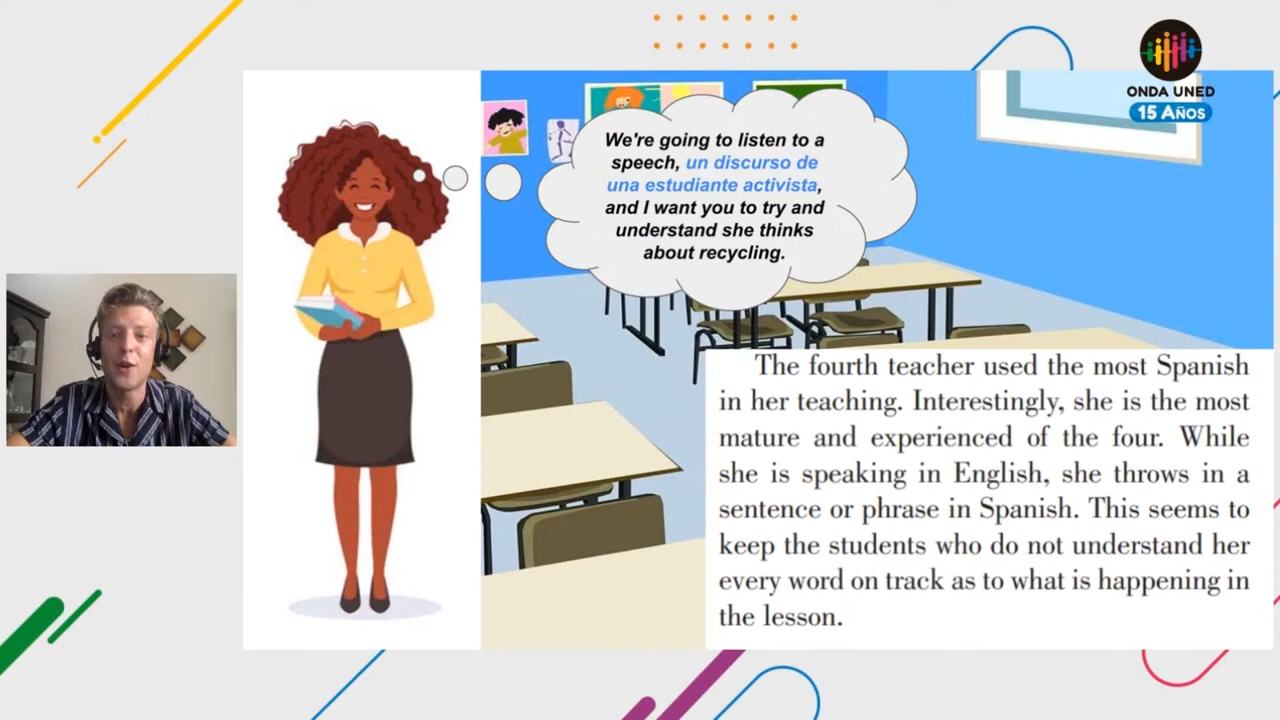 ONDA UNED
15 AÑOS
We're going to listen to a
speech, un discurso de
una estudiante activista,
and I want you to try and
understand she thinks
about recycling.
The fourth teacher used the most Spanish
in her teaching. Interestingly, she is the most
mature and experienced of the four. While
she is speaking in English, she throws in a
sentence or phrase in Spanish. This seems to
keep the students who do not understand her
every word on track as to what is happening in
the lesson.